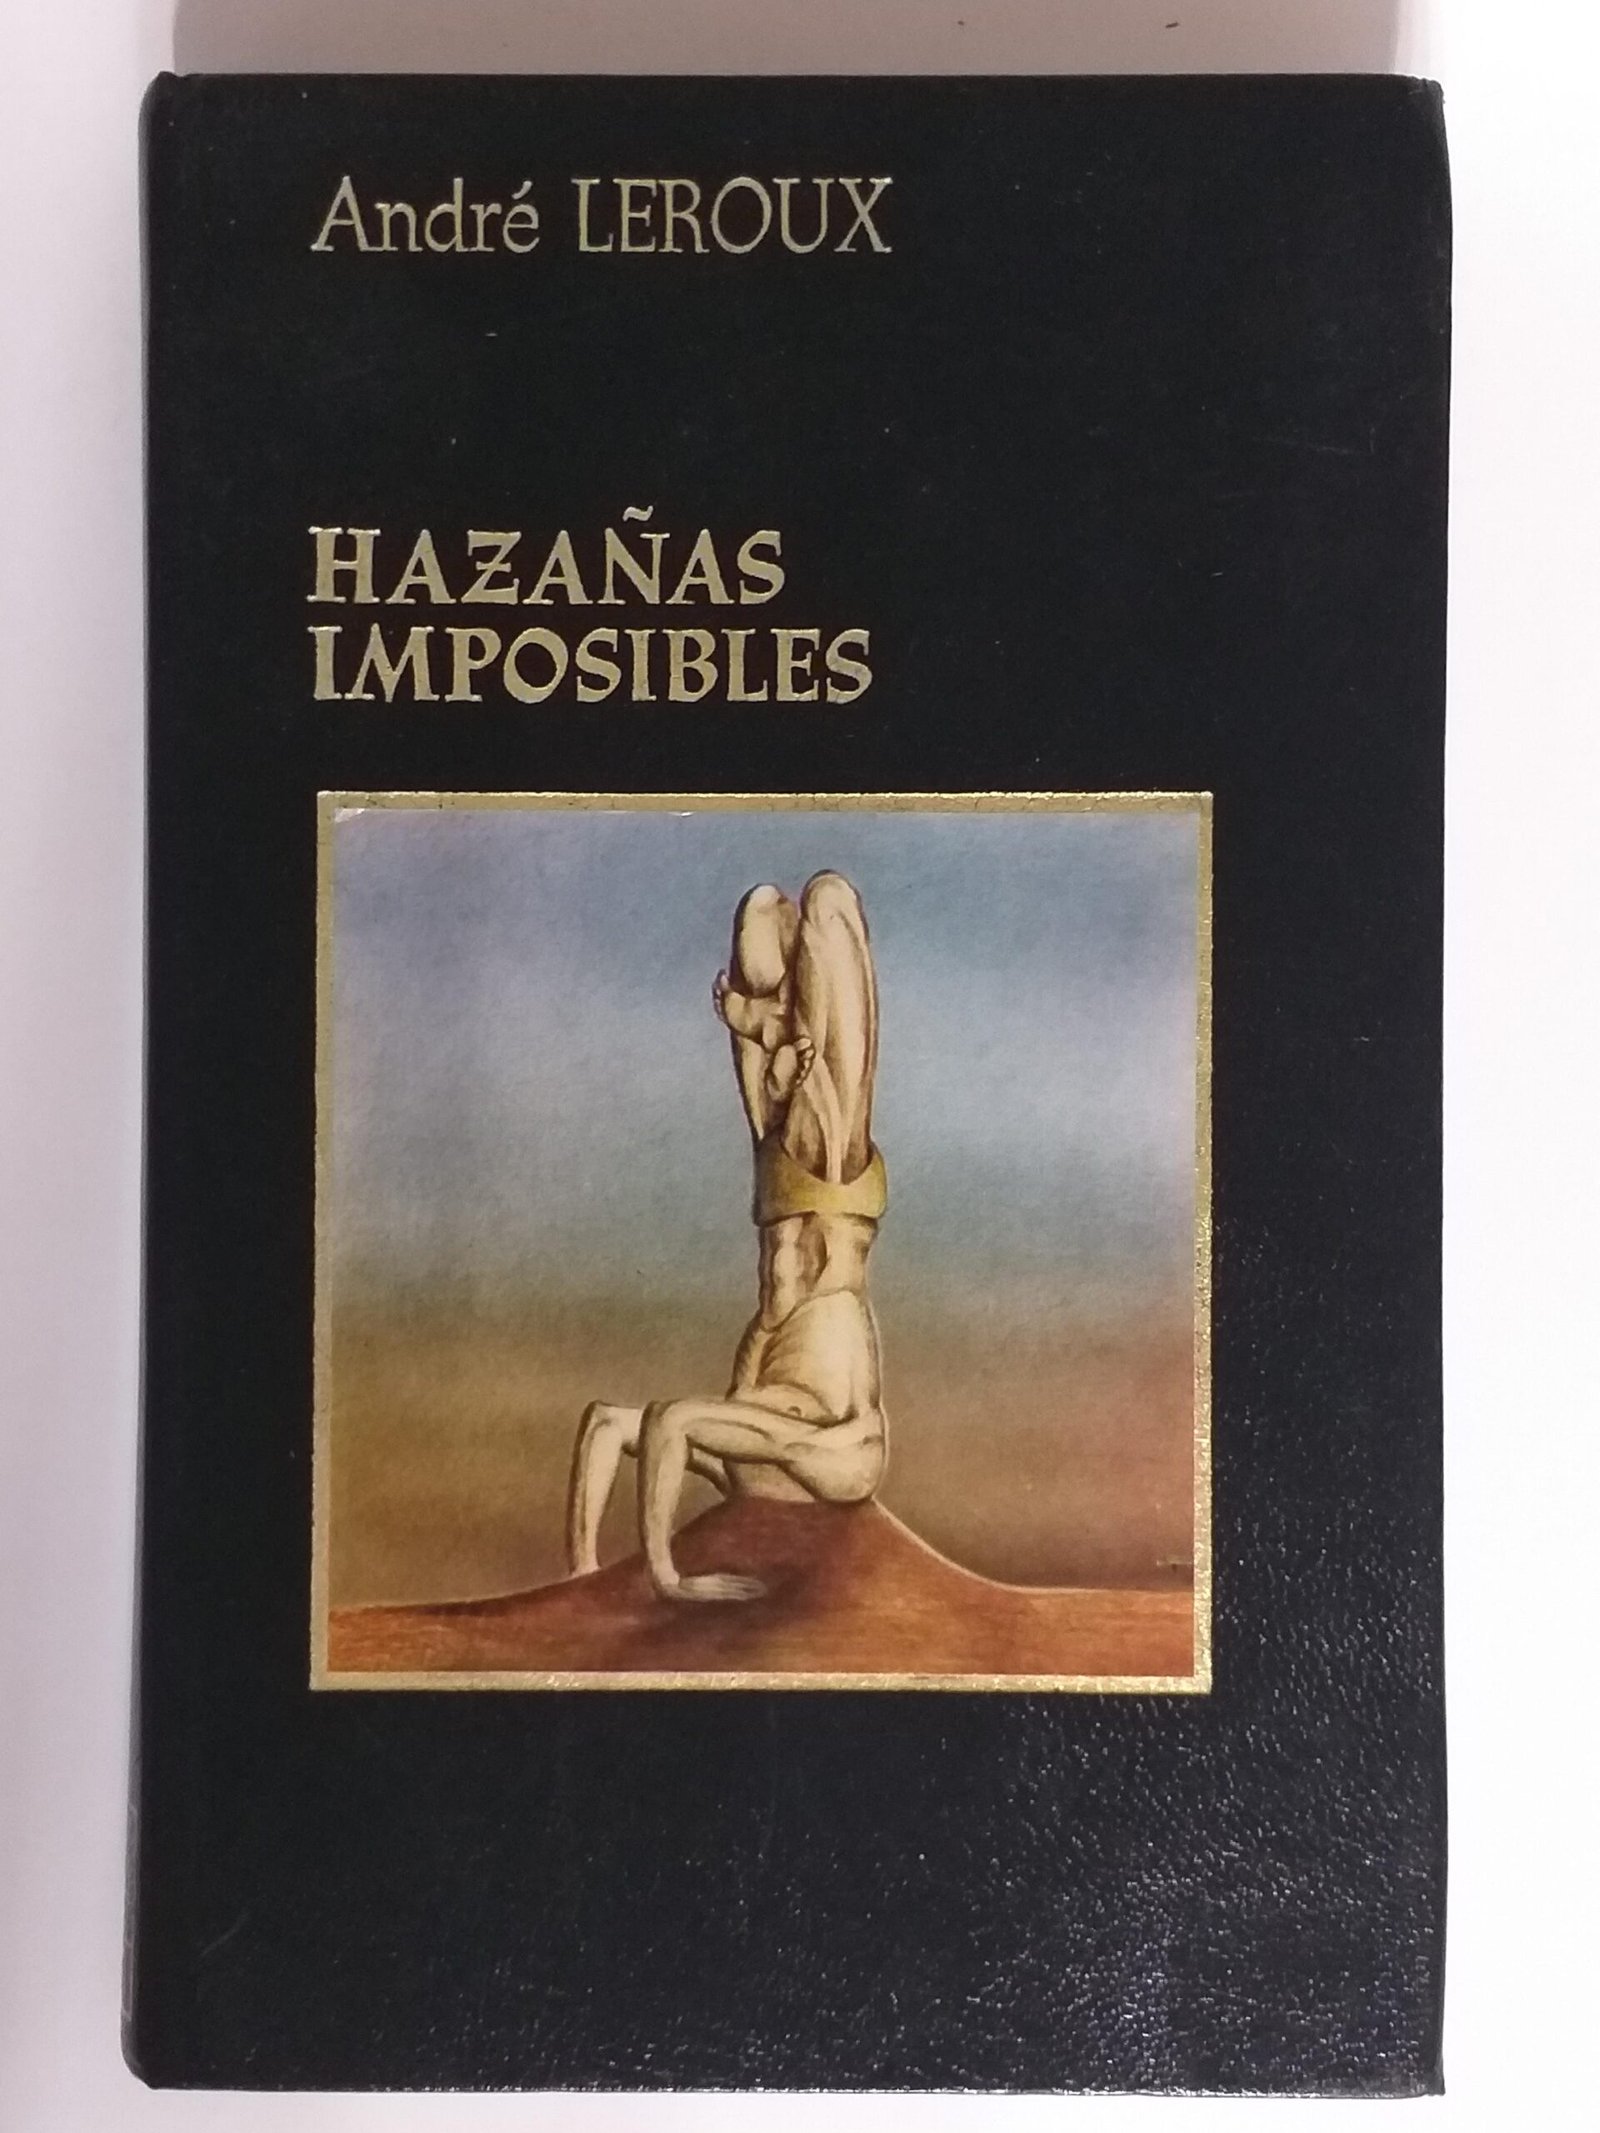 André LEROUX
HAZAÑAS
IMPOSIBLES